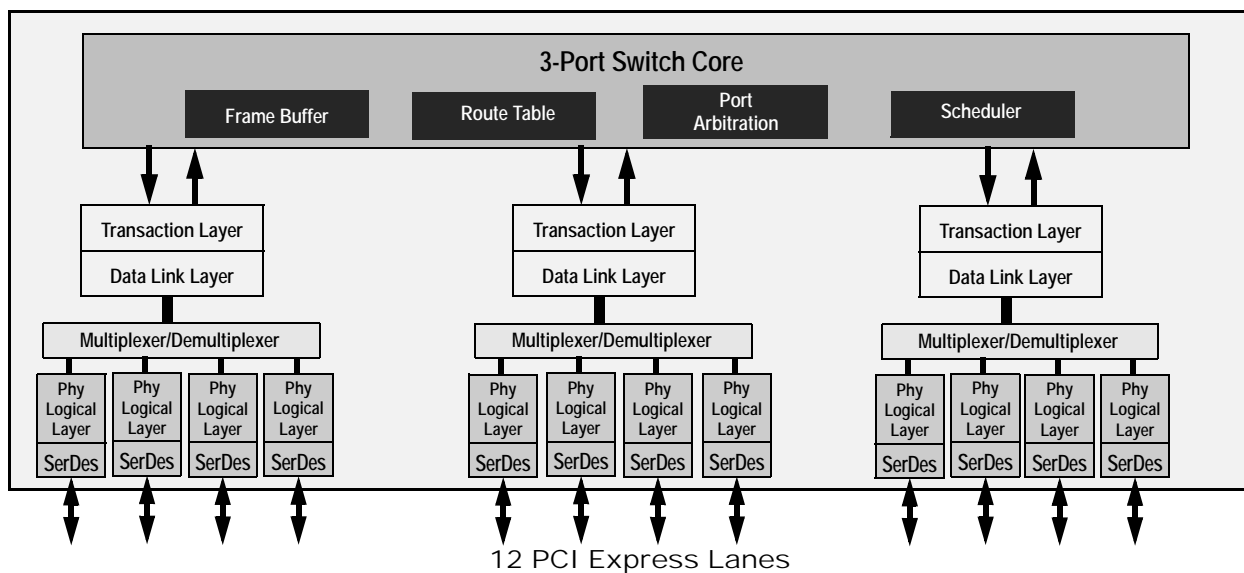 3-Port Switch Core
Frame Buffer
Route Table
Port
Arbitration
Scheduler
Transaction Layer
Data Link Layer
Transaction Layer
Data Link Layer
Transaction Layer
Data Link Layer
Multiplexer/Demultiplexer
Multiplexer/Demultiplexer
Multiplexer/Demultiplexer
Phy
Logical
Layer
SerDes
Phy
Logical
Layer
SerDes
Phy
Logical
Layer
SerDes
Phy
Logical
Layer
SerDes
Phy
Logical
Layer
SerDes
Phy
Logical
Layer
SerDes
Phy
Logical
Layer
SerDes
Phy
Logical
Layer
SerDes
Phy
Logical
Layer
SerDes
Phy
Logical
Layer
SerDes
Phy
Logical
Layer
SerDes
Phy
Logical
Layer
SerDes
12 PCI Express Lanes